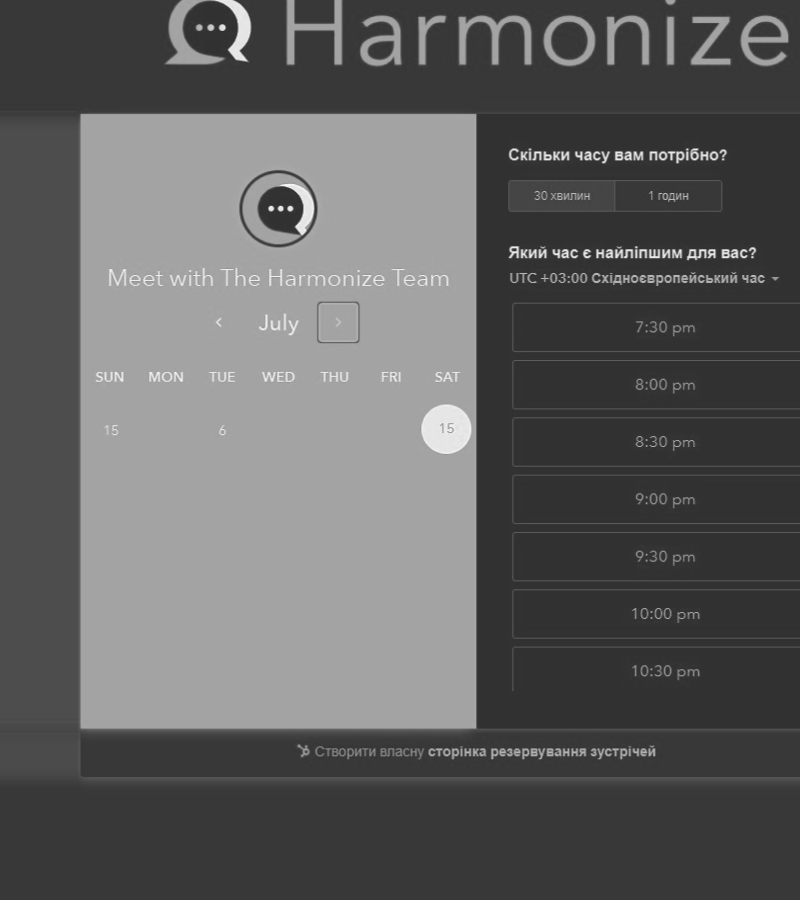 Harmonize
Meet with The Harmonize Team
July
SUN MON TUE WED THU FRI SAT
15 6 15
Скільки часу вам потрібно?
30 хвилин 1 годин
Який час є найліпшим для вас?
UTC +03:00 Східноєвропейський час
7:30 pm
8:00 pm
8:30 pm
9:00 pm
9:30 pm
10:00 pm
10:30 pm
Створити власну сторінка резервування зустрічей